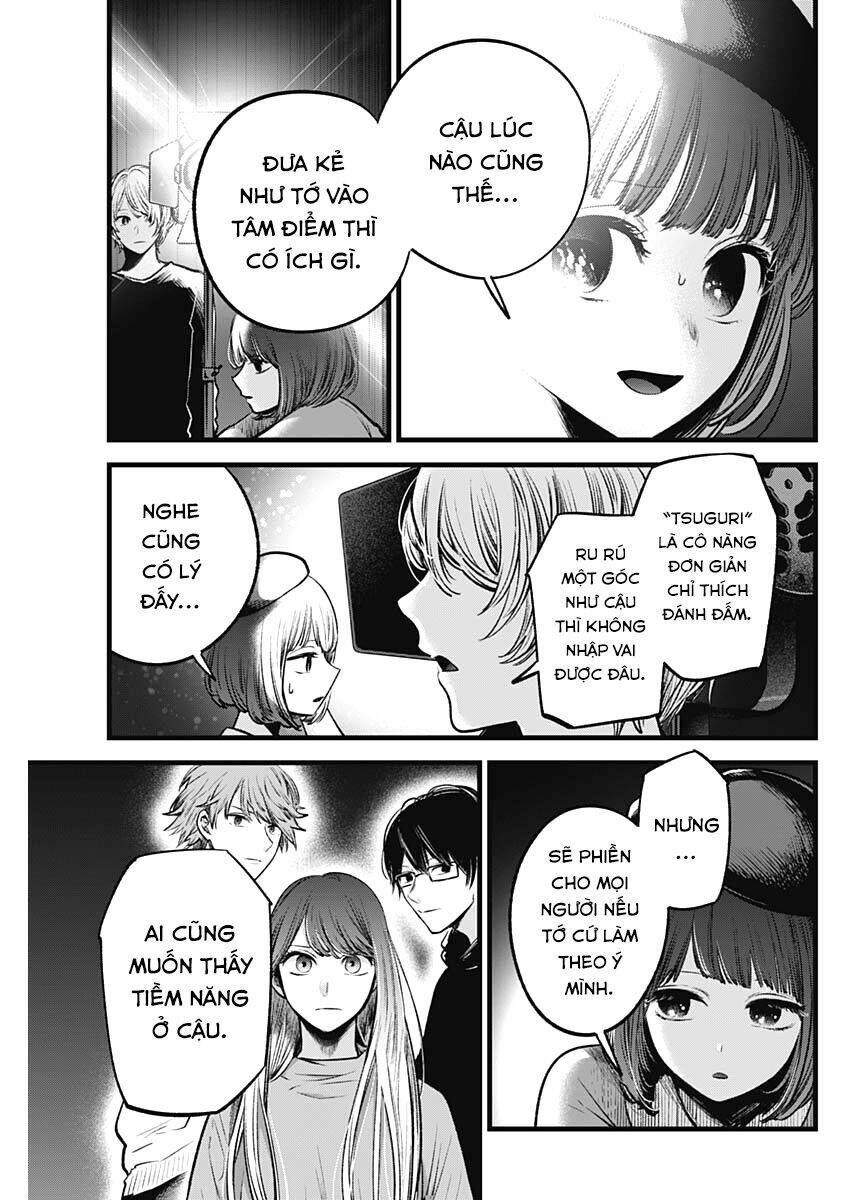 CẬU LÚC
NÀO CŨNG
THẾ...
ĐƯA KẺ
NHƯ TỚ VÀO
TÂM ĐIỂM THÌ
CÓ ÍCH GÌ.
"TSUGURI"
LÀ CÔ NÀNG
ĐƠN GIẢN
CHỈ THÍCH
ĐÁNH ĐẤM.
RU RÚ
MỘT GÓC
NHƯ CẬU
THÌ KHÔNG
NHẬP VAI
ĐƯỢC ĐÂU.
NGHE
CŨNG
CÓ LÝ
ĐẤY...
NHƯNG
...
SẼ PHIỀN
CHO MỌI
NGƯỜI NẾU
TỚ CỨ LÀM
THEO Ý
MÌNH.
AI CŨNG
MUỐN THẤY
TIỀM NĂNG
Ở CẬU.